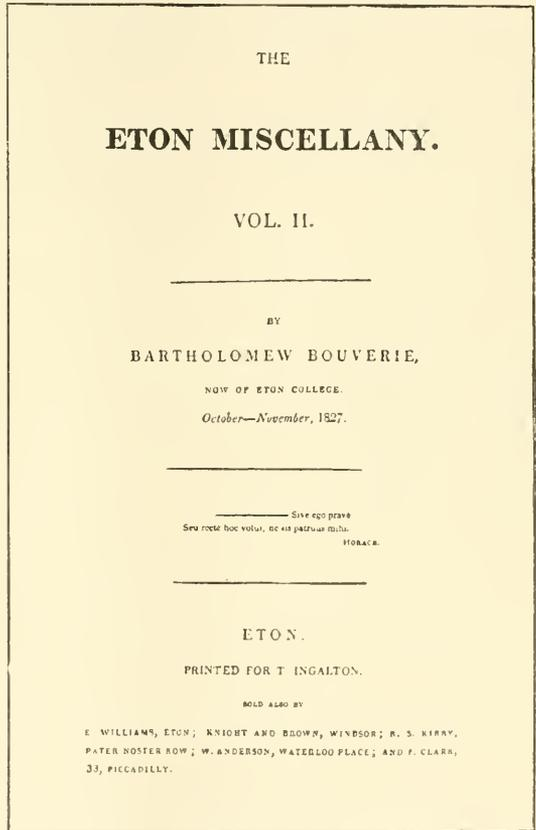 THE
ETON MISCELLANY.
VOL. II.
BY
BARTHOLOMEW BOUVERIE,
NOW OF ETON COLLEGE.
October—November, 1827.
——— Sive ego pravè
Seu rectè hoc volui, ne sis patruus mihi.
HORACE.
ETON.
PRINTED FOR T INGALTON.
SOLD ALSO BY
E WILLIAMS, ETON; KNIGHT AND BROWN, WINDSOR; R. S. KIRBY,
PATER NOSTER ROW; W. ANDERSON, WATERLOO PLACE; AND P. CLARK,
33, PICCADILLY.